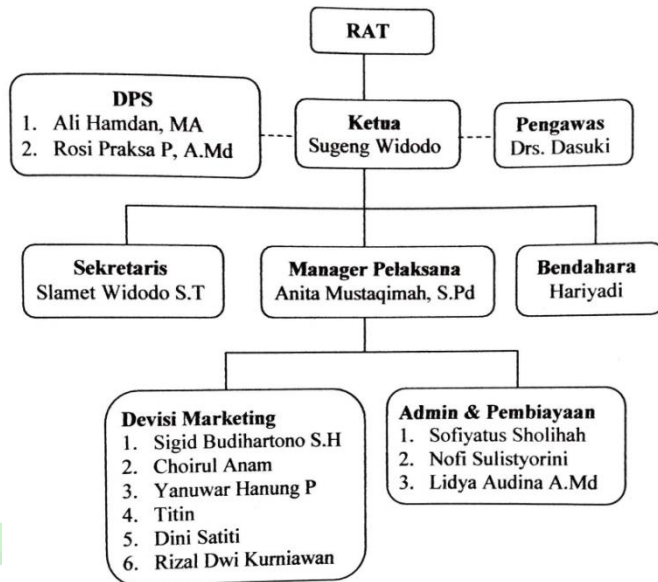 RAT
DPS
1. Ali Hamdan, MA
2. Rosi Praksa P, A.Md
Ketua
Sugeng Widodo
Pengawas
Drs. Dasuki
Sekretaris
Slamet Widodo S.T
Manager Pelaksana
Anita Mustaqimah, S.Pd
Bendahara
Hariyadi
Devisi Marketing
1. Sigid Budihartono S.H
2. Choirul Anam
3. Yanuwar Hanung P
4. Titin
5. Dini Satiti
6. Rizal Dwi Kurniawan
Admin & Pembiayaan
1. Sofiyatus Sholihah
2. Nofi Sulistyorini
3. Lidya Audina A.Md